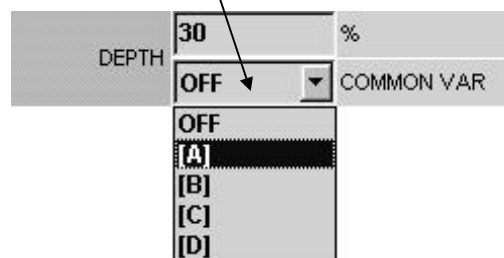 30 %
DEPTH
OFF COMMON VAR
OFF
[A]
[B]
[C]
[D]